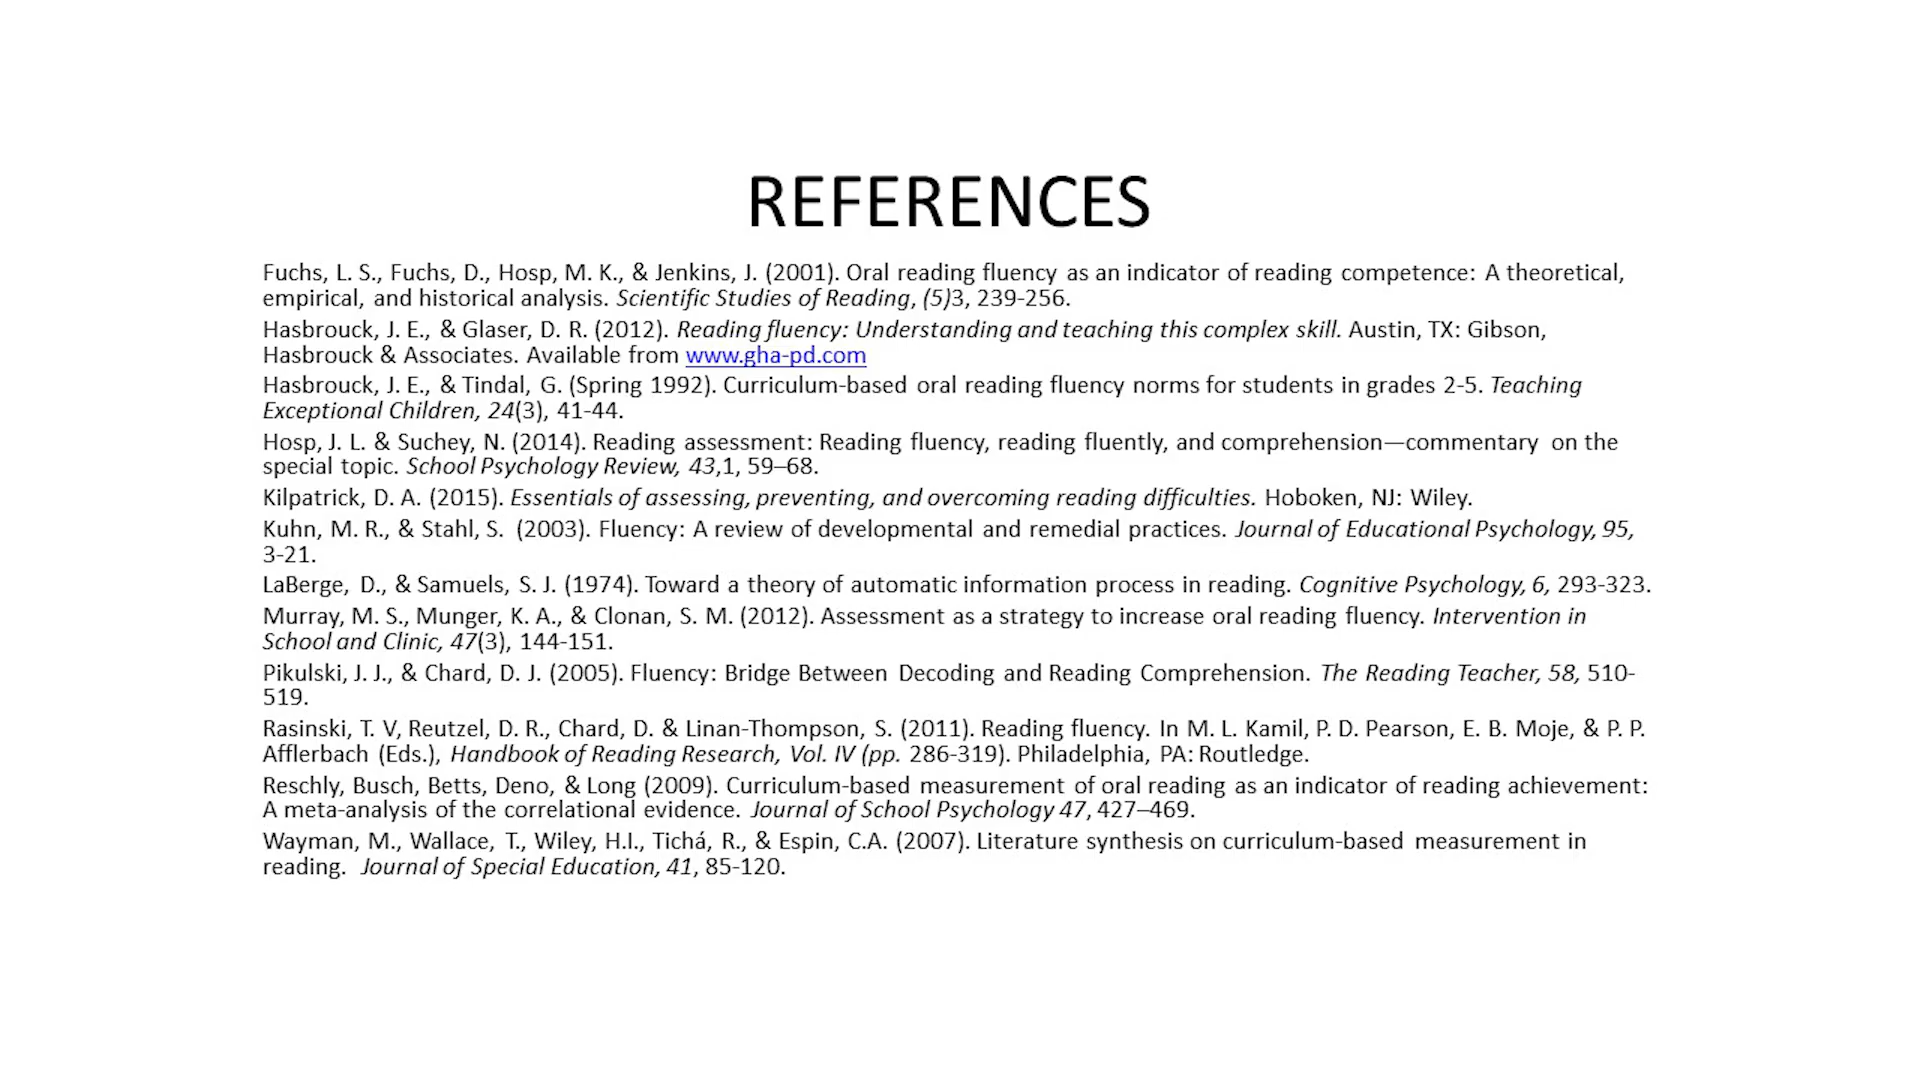 REFERENCES
Fuchs, L. S., Fuchs, D., Hosp, M. K., & Jenkins, J. (2001). Oral reading fluency as an indicator of reading competence: A theoretical,
empirical, and historical analysis. Scientific Studies of Reading, (5)3, 239-256.
Hasbrouck, J. E., & Glaser, D. R. (2012). Reading fluency: Understanding and teaching this complex skill. Austin, TX: Gibson,
Hasbrouck & Associates. Available from www.gha-pd.com
Hasbrouck, J. E., & Tindal, G. (Spring 1992). Curriculum-based oral reading fluency norms for students in grades 2-5. Teaching
Exceptional Children, 24(3), 41-44.
Hosp, J. L. & Suchey, N. (2014). Reading assessment: Reading fluency, reading fluently, and comprehension—commentary on the
special topic. School Psychology Review, 43,1, 59–68.
Kilpatrick, D. A. (2015). Essentials of assessing, preventing, and overcoming reading difficulties. Hoboken, NJ: Wiley.
Kuhn, M. R., & Stahl, S. (2003). Fluency: A review of developmental and remedial practices. Journal of Educational Psychology, 95,
3-21.
LaBerge, D., & Samuels, S. J. (1974). Toward a theory of automatic information process in reading. Cognitive Psychology, 6, 293-323.
Murray, M. S., Munger, K. A., & Clonan, S. M. (2012). Assessment as a strategy to increase oral reading fluency. Intervention in
School and Clinic, 47(3), 144-151.
Pikulski, J. J., & Chard, D. J. (2005). Fluency: Bridge Between Decoding and Reading Comprehension. The Reading Teacher, 58, 510-
519.
Rasinski, T. V, Reutzel, D. R., Chard, D. & Linan-Thompson, S. (2011). Reading fluency. In M. L. Kamil, P. D. Pearson, E. B. Moje, & P. P.
Afflerbach (Eds.), Handbook of Reading Research, Vol. IV (pp. 286-319). Philadelphia, PA: Routledge.
Reschly, Busch, Betts, Deno, & Long (2009). Curriculum-based measurement of oral reading as an indicator of reading achievement:
A meta-analysis of the correlational evidence. Journal of School Psychology 47, 427–469.
Wayman, M., Wallace, T., Wiley, H.I., Tichá, R., & Espin, C.A. (2007). Literature synthesis on curriculum-based measurement in
reading. Journal of Special Education, 41, 85-120.